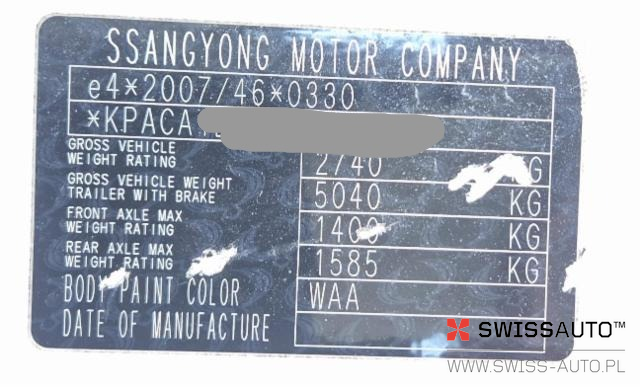 SSANGYONG MOTOR COMPANY
e4*2007/46*0330
*KPACA
GROSS VEHICLE
WEIGHT RATING 2740 KG
GROSS VEHICLE WEIGHT
TRAILER WITH BRAKE 5040 KG
FRONT AXLE MAX
WEIGHT RATING 1400 KG
REAR AXLE MAX
WEIGHT RATING 1585 KG
BODY PAINT COLOR WAA
DATE OF MANUFACTURE
SWISSAUTO™
WWW.SWISS-AUTO.PL